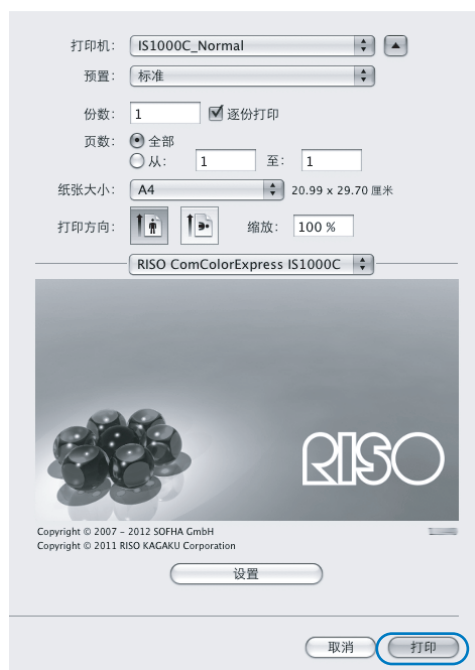 打印机: IS1000C_Normal
预置: 标准
份数: 1 逐份打印
页数: 全部
从: 1 至: 1
纸张大小: A4 20.99 x 29.70 厘米
打印方向: 缩放: 100 %
RISO ComColorExpress IS1000C
RISO
Copyright © 2007 – 2012 SOFHA GmbH
Copyright © 2011 RISO KAGAKU Corporation
设置
取消 打印